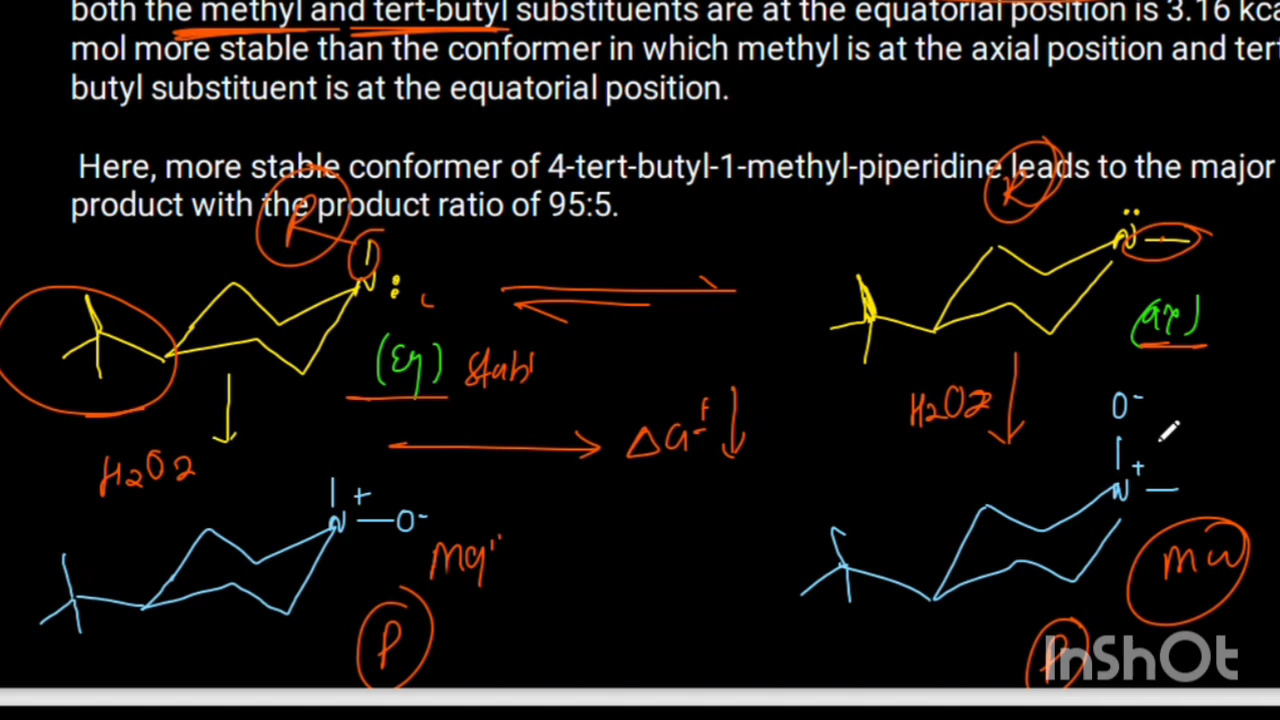 both the methyl and tert-butyl substituents are at the equatorial position is 3.16 kca
mol more stable than the conformer in which methyl is at the axial position and ter
butyl substituent is at the equatorial position.
Here, more stable conformer of 4-tert-butyl-1-methyl-piperidine leads to the major
product with the product ratio of 95:5.
R
R
N
N
(Eq) Stabl
(ax)
H2O2
H2O2
ΔG
O-
+
N
+
N
O-
P
P
InShOt